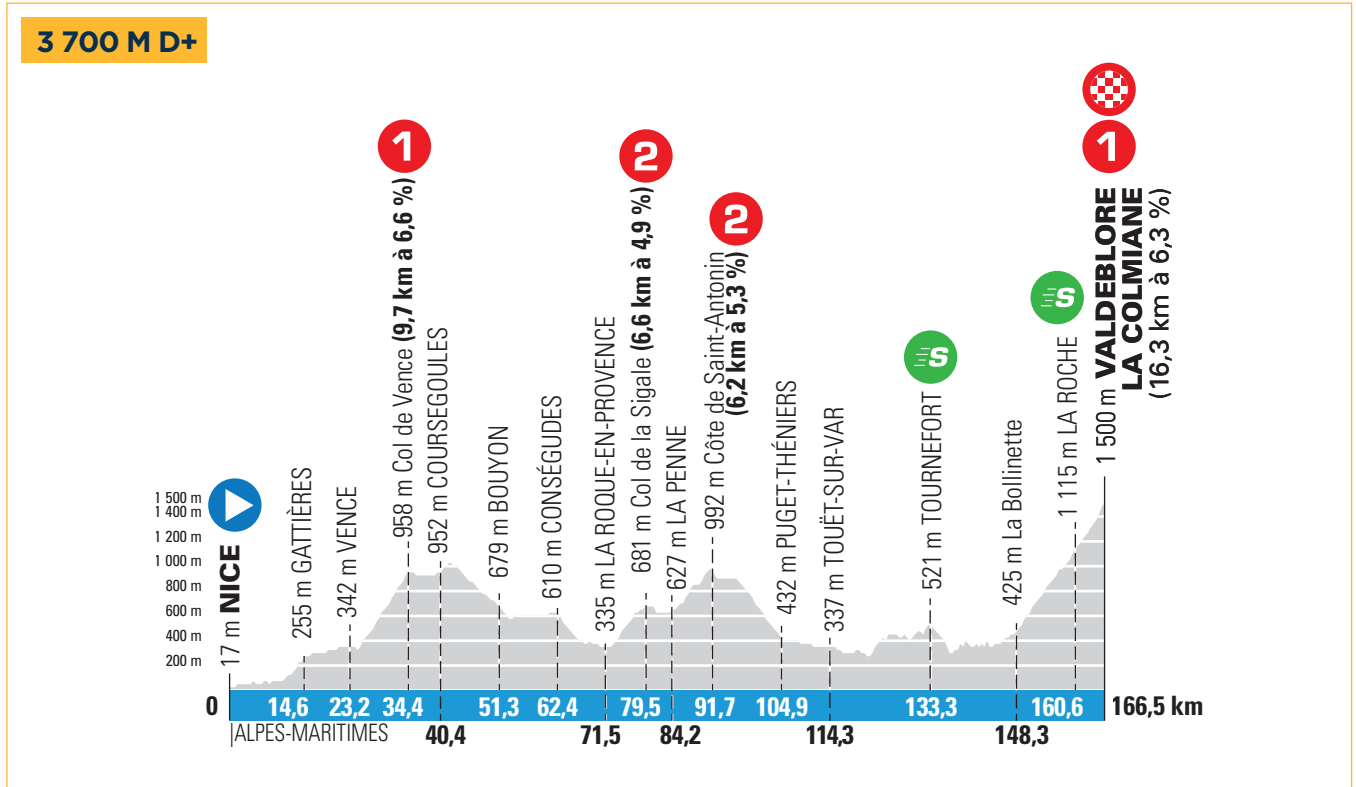 3 700 M D+
1
2
2
1
S
S
17 m NICE
255 m GATTIÈRES
342 m VENCE
958 m Col de Vence (9,7 km à 6,6 %)
952 m COURSEGOULES
679 m BOUYON
610 m CONSÉGUDES
335 m LA ROQUE-EN-PROVENCE
681 m Col de la Sigale (6,6 km à 4,9 %)
627 m LA PENNE
992 m Côte de Saint-Antonin
(6,2 km à 5,3 %)
432 m PUGET-THÉNIERS
337 m TOUËT-SUR-VAR
521 m TOURNEFORT
425 m La Bollinette
1 115 m LA ROCHE
1 500 m VALDEBLORE
LA COLMIANE
(16,3 km à 6,3 %)
1 500 m
1 400 m
1 200 m
1 000 m
800 m
600 m
400 m
200 m
0 14,6 23,2 34,4 51,3 62,4 79,5 91,7 104,9 133,3 160,6 166,5 km
ALPES-MARITIMES 40,4 71,5 84,2 114,3 148,3